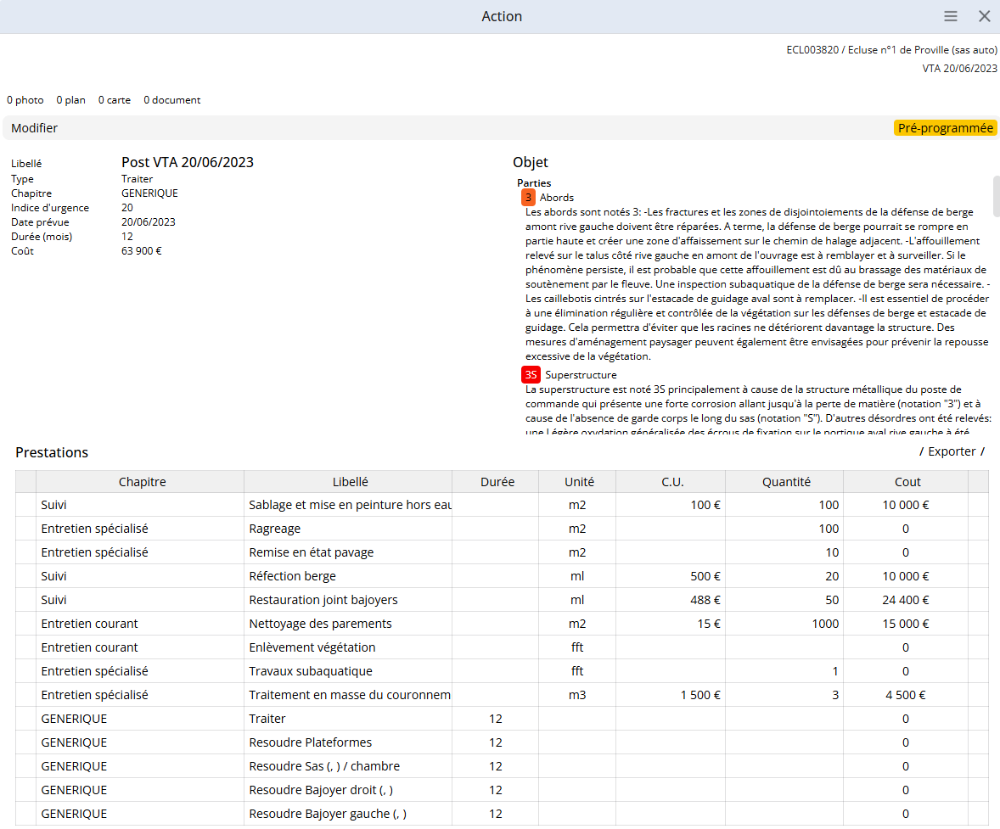 Action
ECL003820 / Ecluse n°1 de Proville (sas auto)
VTA 20/06/2023
0 photo 0 plan 0 carte 0 document
Modifier Pré-programmée
Libellé Post VTA 20/06/2023
Type Traiter
Chapitre GENERIQUE
Indice d'urgence 20
Date prévue 20/06/2023
Durée (mois) 12
Coût 63 900 €
Objet
Parties
3 Abords
Les abords sont notés 3: -Les fractures et les zones de disjointoiements de la défense de berge
amont rive gauche doivent être réparées. A terme, la défense de berge pourrait se rompre en
partie haute et créer une zone d'affaissement sur le chemin de halage adjacent. -L'affouillement
relevé sur le talus côté rive gauche en amont de l'ouvrage est à remblayer et à surveiller. Si le
phénomène persiste, il est probable que cette affouillement est dû au brassage des matériaux de
soutènement par le fleuve. Une inspection subaquatique de la défense de berge sera nécessaire. -
Les caillebotis cintrés sur l'estacade de guidage aval sont à remplacer. -Il est essentiel de procéder
à une élimination régulière et contrôlée de la végétation sur les défenses de berge et estacade de
guidage. Cela permettra d'éviter que les racines ne détériorent davantage la structure. Des
mesures d'aménagement paysager peuvent également être envisagées pour prévenir la repousse
excessive de la végétation.
3S Superstructure
La superstructure est noté 3S principalement à cause de la structure métallique du poste de
commande qui présente une forte corrosion allant jusqu'à la perte de matière (notation "3") et à
cause de l'absence de garde corps le long du sas (notation "S"). D'autres désordres ont été relevés:
une Légère oxydation généralisée des écrous de fixation sur le portique aval rive gauche à été
Prestations / Exporter /
Chapitre Libellé Durée Unité C.U. Quantité Cout
Suivi Sablage et mise en peinture hors eau m2 100 € 100 10 000 €
Entretien spécialisé Ragreage m2 100 0
Entretien spécialisé Remise en état pavage m2 10 0
Suivi Réfection berge ml 500 € 20 10 000 €
Suivi Restauration joint bajoyers ml 488 € 50 24 400 €
Entretien courant Nettoyage des parements m2 15 € 1000 15 000 €
Entretien courant Enlèvement végétation fft 0
Entretien spécialisé Travaux subaquatique fft 1 0
Entretien spécialisé Traitement en masse du couronnem m3 1 500 € 3 4 500 €
GENERIQUE Traiter 12 0
GENERIQUE Resoudre Plateformes 12 0
GENERIQUE Resoudre Sas (, ) / chambre 12 0
GENERIQUE Resoudre Bajoyer droit (, ) 12 0
GENERIQUE Resoudre Bajoyer gauche (, ) 12 0